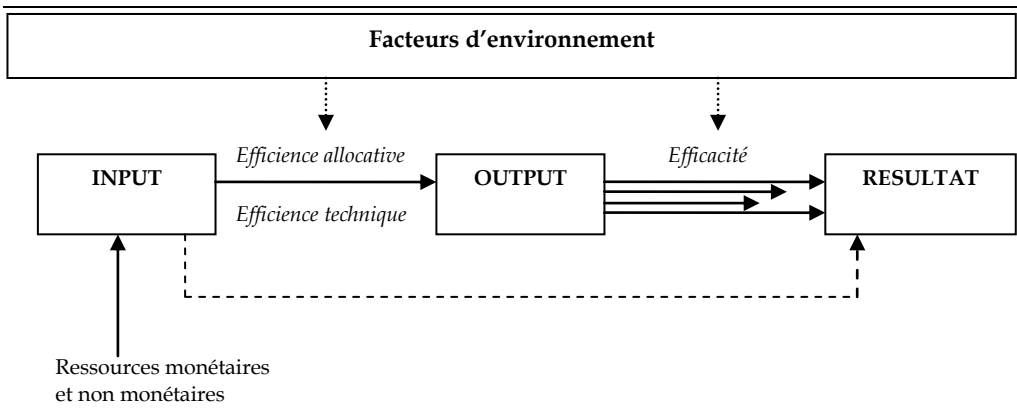 Facteurs d’environnement
Efficience allocative
Efficacité
INPUT
OUTPUT
RESULTAT
Efficience technique
Ressources monétaires
et non monétaires